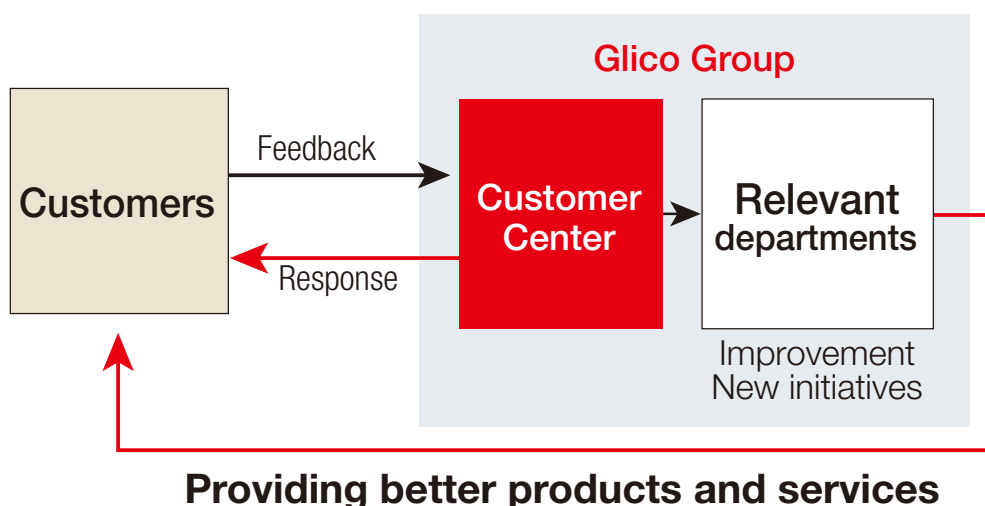 Glico Group
Customers
Feedback
Response
Customer
Center
Relevant
departments
Improvement
New initiatives
Providing better products and services